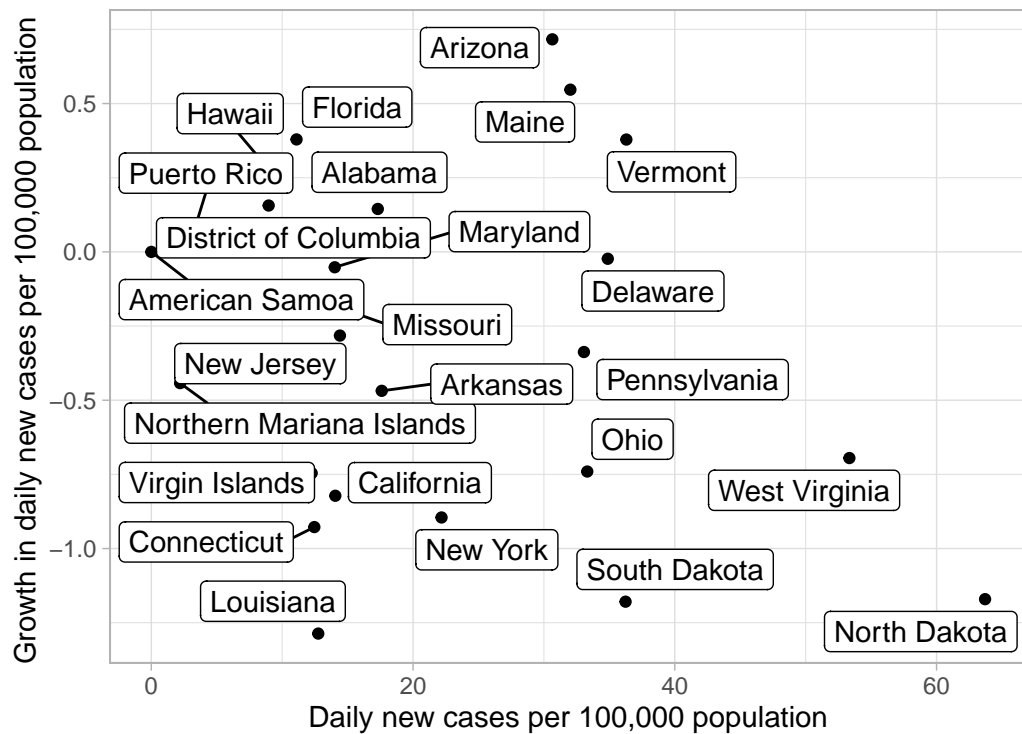 Growth in daily new cases per 100,000 population
0.5
0.0
−0.5
−1.0
Arizona
Hawaii
Florida
Maine
Puerto Rico
Alabama
Vermont
District of Columbia
Maryland
Delaware
American Samoa
Missouri
New Jersey
Arkansas
Pennsylvania
Northern Mariana Islands
Ohio
Virgin Islands
California
West Virginia
Connecticut
New York
South Dakota
Louisiana
North Dakota
0
20
40
60
Daily new cases per 100,000 population